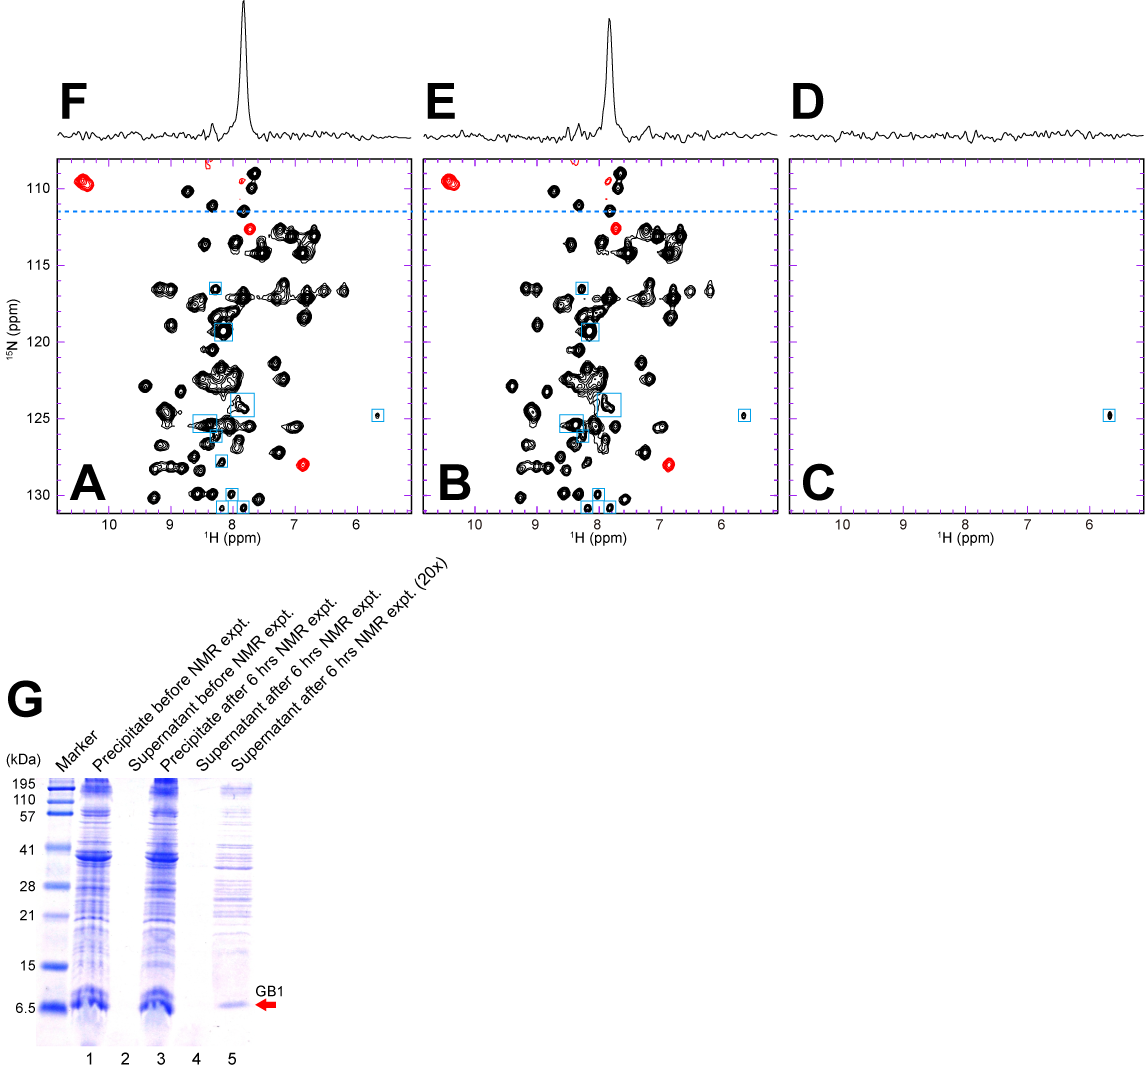 F
E
D
110
115
120
125
130
¹⁵N (ppm)
A
B
C
10 9 8 7 6
10 9 8 7 6
10 9 8 7 6
¹H (ppm)
¹H (ppm)
¹H (ppm)
G
(kDa)
Marker
Precipitate before NMR expt.
Supernatant before NMR expt.
Precipitate after 6 hrs NMR expt.
Supernatant after 6 hrs NMR expt.
Supernatant after 6 hrs NMR expt. (20x)
195
110
57
41
28
21
15
6.5
GB1
1 2 3 4 5